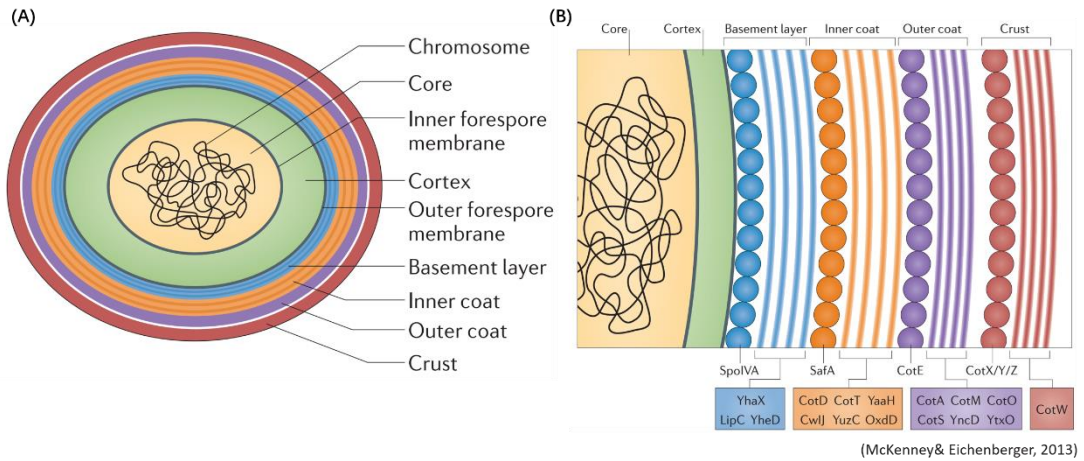 (A)
Chromosome
Core
Inner forespore
membrane
Cortex
Outer forespore
membrane
Basement layer
Inner coat
Outer coat
Crust
(B)
Core
Cortex
Basement layer
Inner coat
Outer coat
Crust
SpoIVA
SafA
CotE
CotX/Y/Z
YhaX
LipC YheD
CotD CotT YaaH
CwlJ YuzC OxdD
CotA CotM CotO
CotS YncD YtxO
CotW
(McKenney& Eichenberger, 2013)